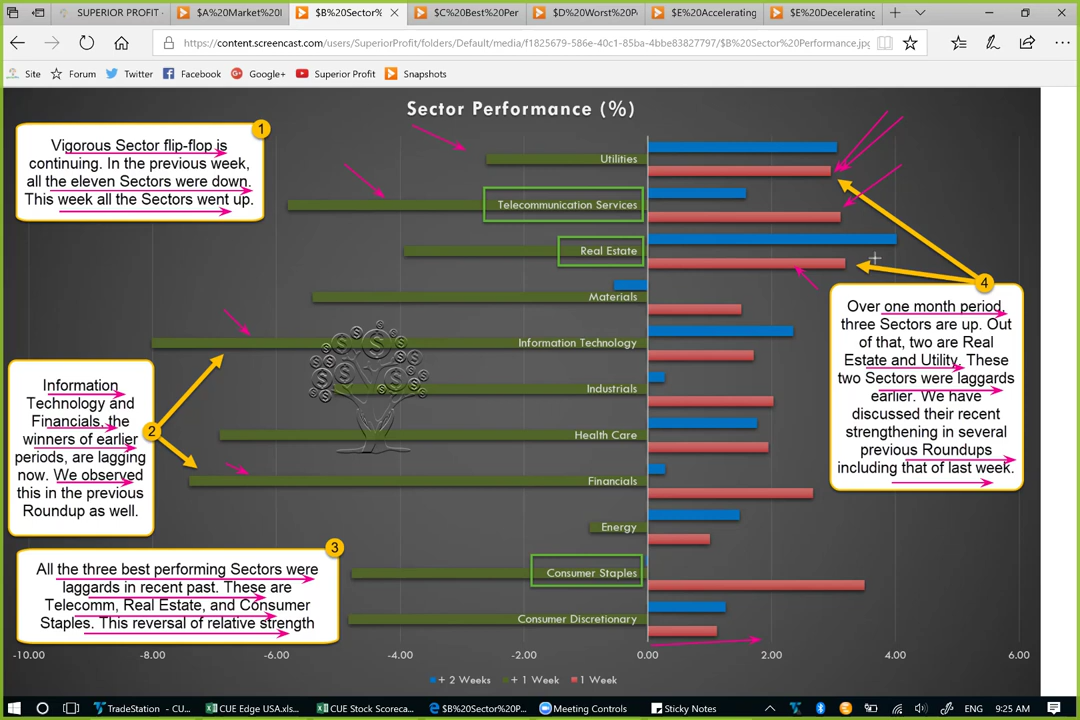 SUPERIOR PROFIT -
$A%20Market%20I
$B%20Sector%
$C%20Best%20Per
$D%20Worst%20P
$E%20Accelerating
$E%20Decelerating
https://content.screencast.com/users/SuperiorProfit/folders/Default/media/f1825679-586e-40c1-85ba-4bbe83827797/$B%20Sector%20Performance.jpg
Site
Forum
Twitter
Facebook
Google+
Superior Profit
Snapshots
Sector Performance (%)
1
Vigorous Sector flip-flop is
continuing. In the previous week,
all the eleven Sectors were down.
This week all the Sectors went up.
Utilities
Telecommunication Services
Real Estate
Materials
Information Technology
Industrials
Health Care
Financials
Energy
Consumer Staples
Consumer Discretionary
4
Over one month period,
three Sectors are up. Out
of that, two are Real
Estate and Utility. These
two Sectors were laggards
earlier. We have
discussed their recent
strengthening in several
previous Roundups
including that of last week.
2
Information
Technology and
Financials, the
winners of earlier
periods, are lagging
now. We observed
this in the previous
Roundup as well.
3
All the three best performing Sectors were
laggards in recent past. These are
Telecomm, Real Estate, and Consumer
Staples. This reversal of relative strength
-10.00 -8.00 -6.00 -4.00 -2.00 0.00 2.00 4.00 6.00
+ 2 Weeks + 1 Week 1 Week
TradeStation - CU...
CUE Edge USA.xls...
CUE Stock Scoreca...
$B%20Sector%20P...
Meeting Controls
Sticky Notes
ENG
9:25 AM